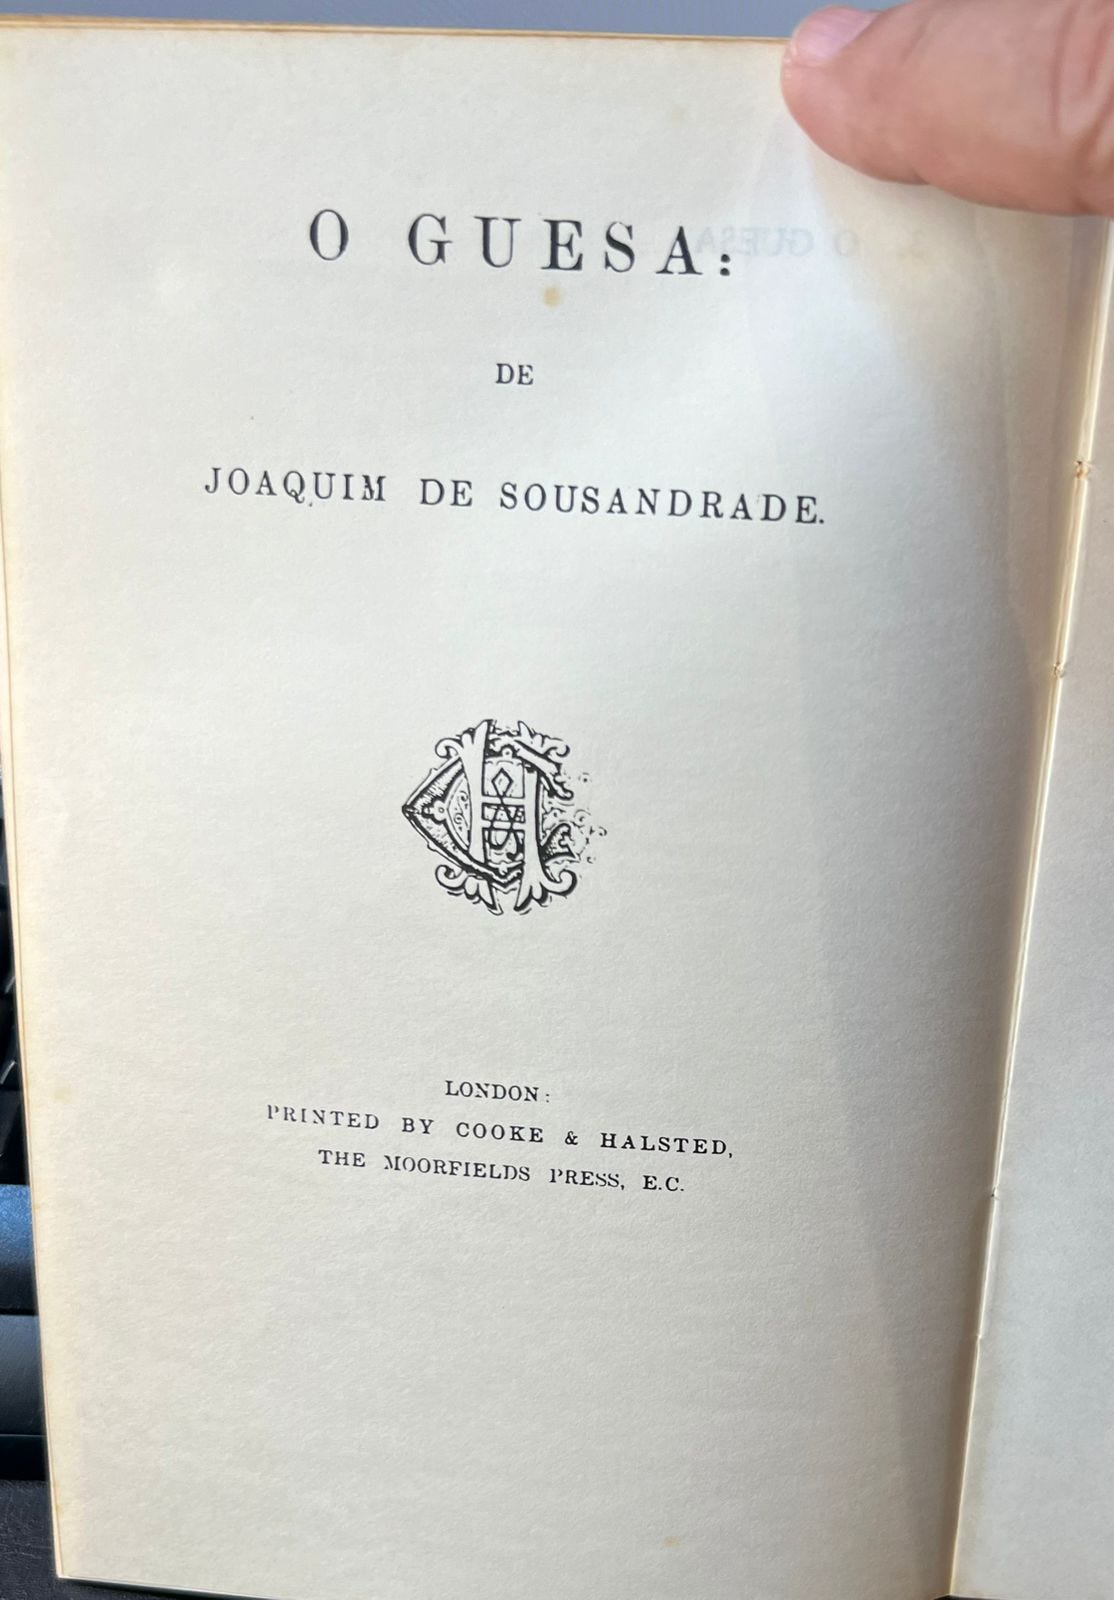 O GUESA:
DE
JOAQUIM DE SOUSANDRADE.
LONDON:
PRINTED BY COOKE & HALSTED,
THE MOORFIELDS PRESS, E.C.